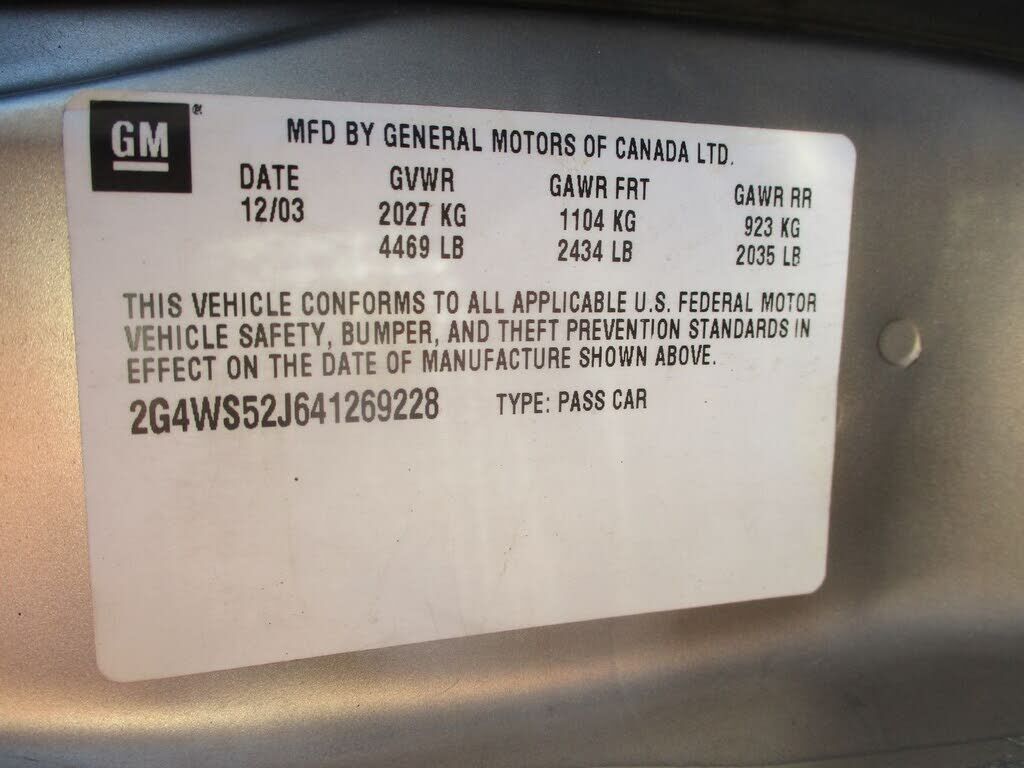 GM®
MFD BY GENERAL MOTORS OF CANADA LTD.
DATE GVWR GAWR FRT GAWR RR
12/03 2027 KG 1104 KG 923 KG
4469 LB 2434 LB 2035 LB
THIS VEHICLE CONFORMS TO ALL APPLICABLE U.S. FEDERAL MOTOR
VEHICLE SAFETY, BUMPER, AND THEFT PREVENTION STANDARDS IN
EFFECT ON THE DATE OF MANUFACTURE SHOWN ABOVE.
2G4WS52J641269228 TYPE: PASS CAR